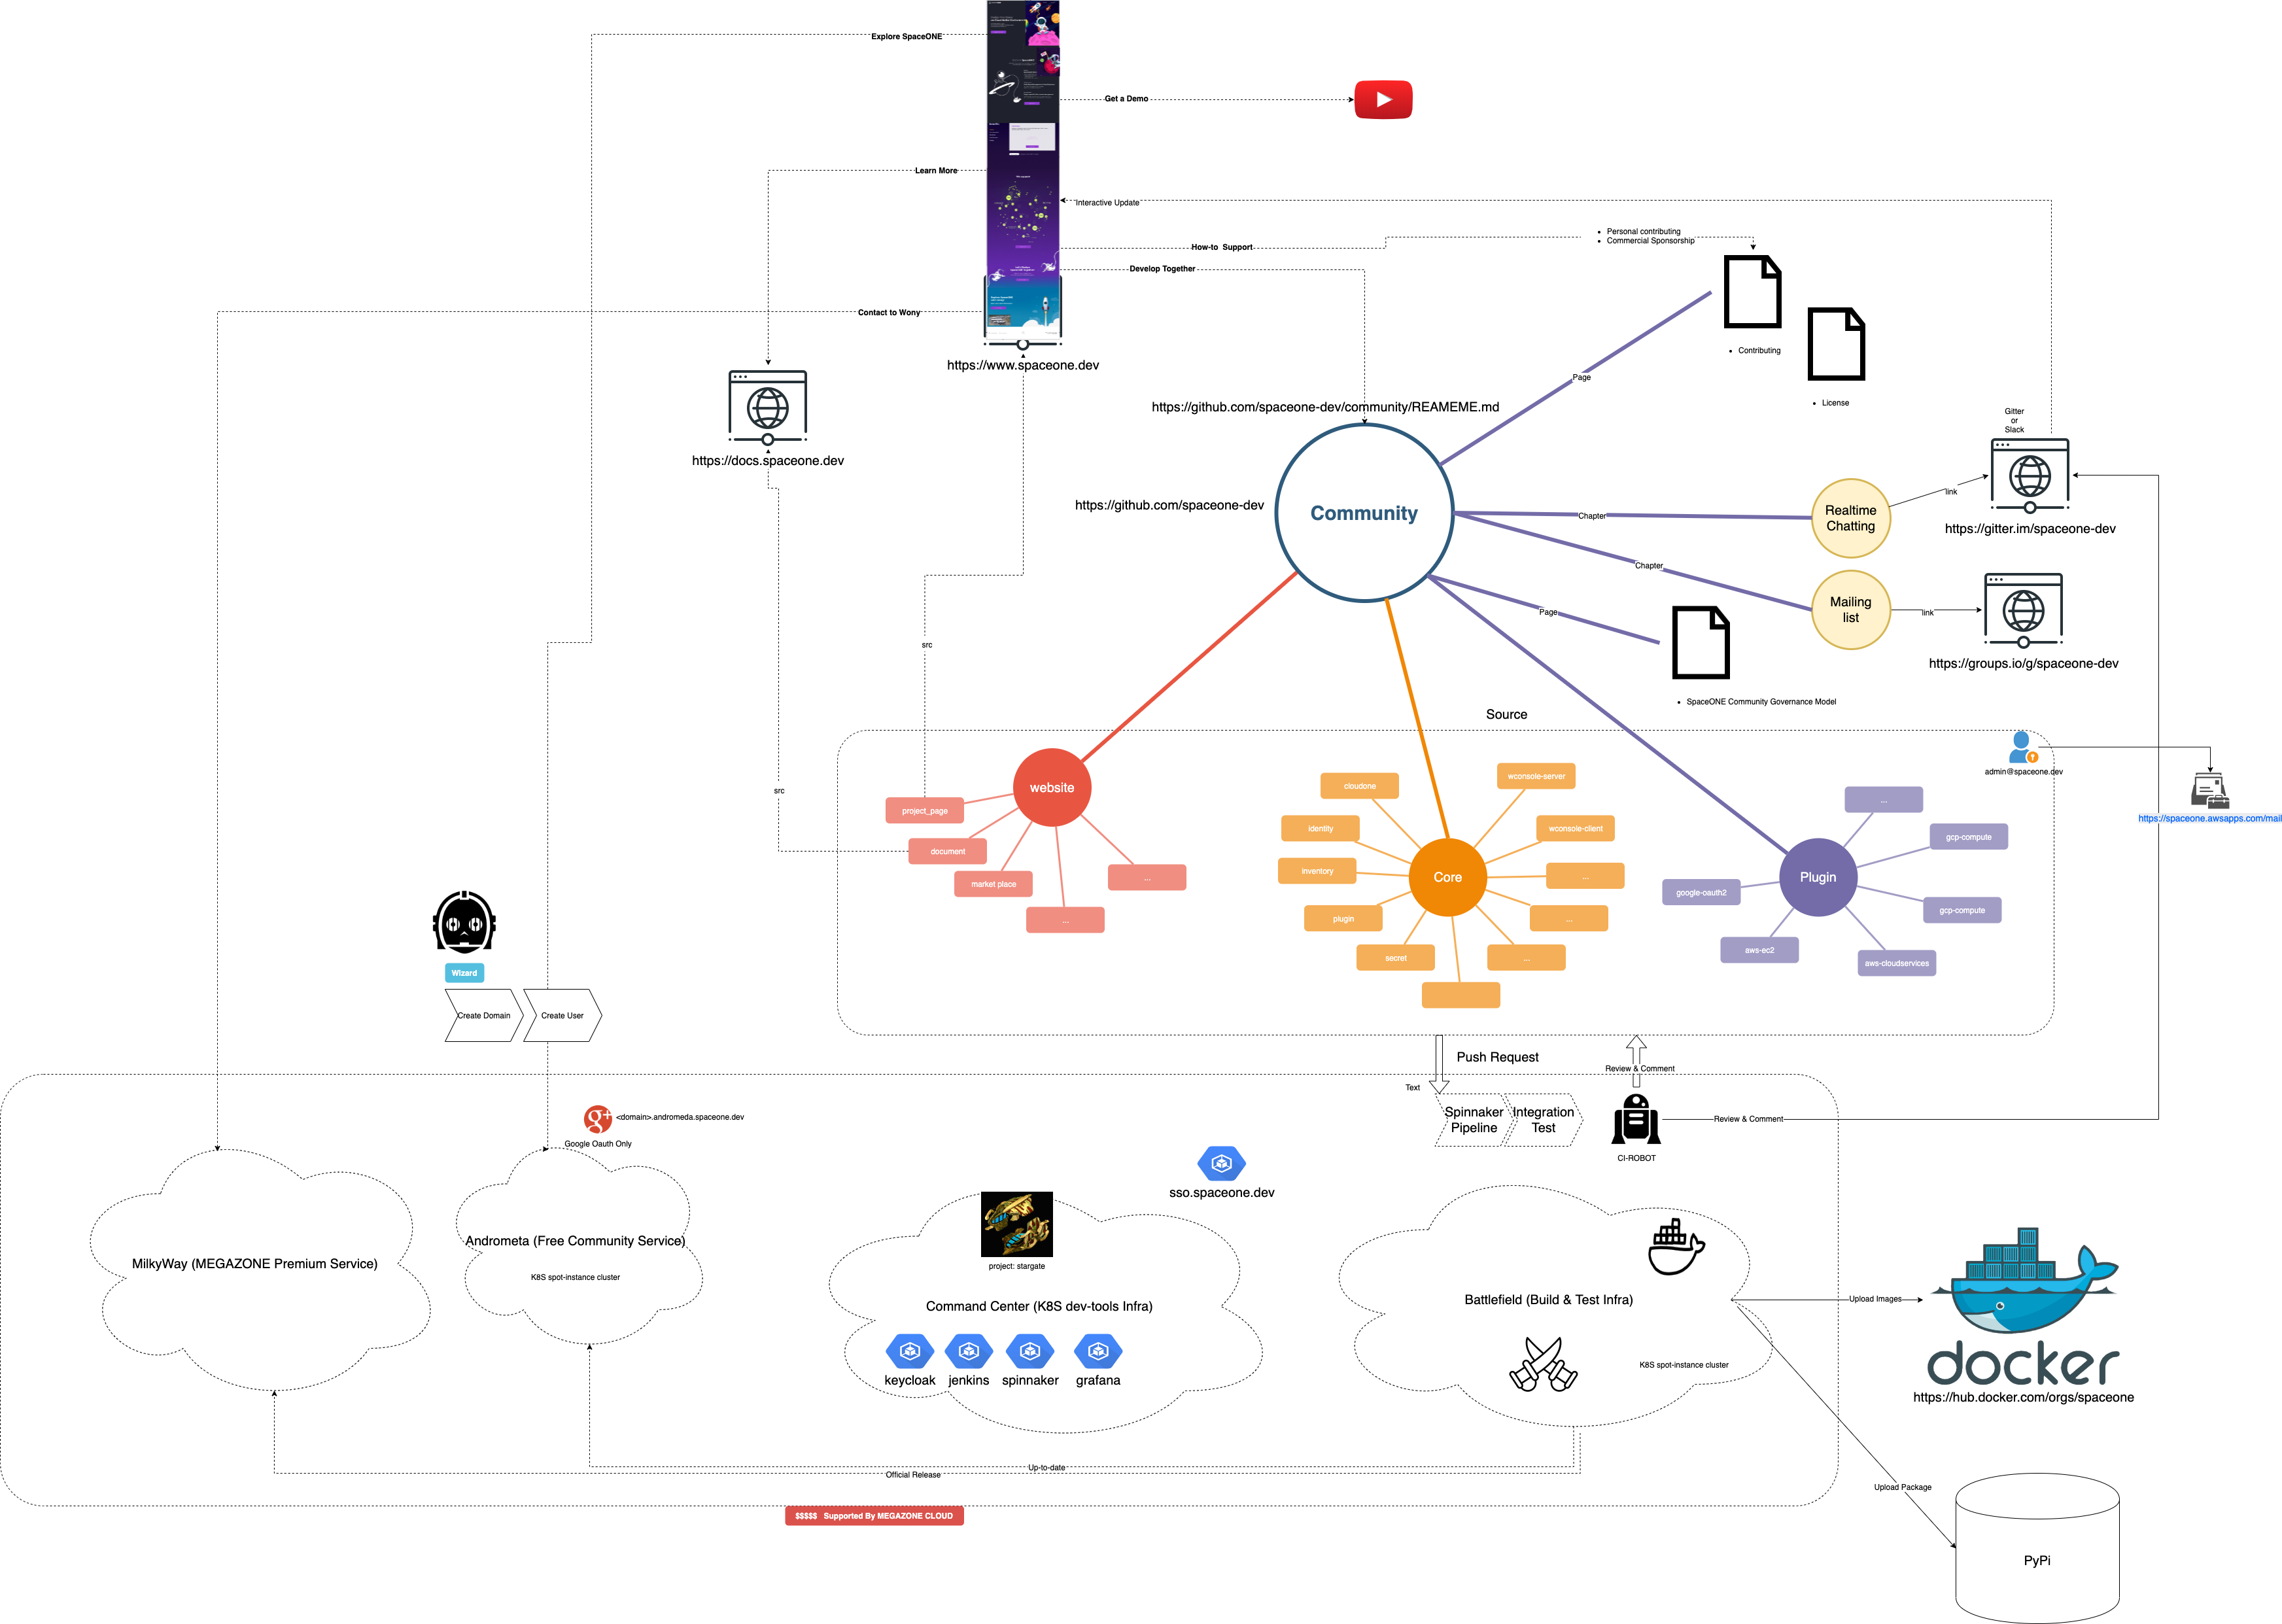 Explore SpaceONE
Get a Demo
Learn More
Interactive Update
How-to Support
Personal contributing
Commercial Sponsorship
Develop Together
Contact to Wony
https://www.spaceone.dev
Contributing
License
Page
https://github.com/spaceone-dev/community/REAMEME.md
Gitter
or
Slack
https://docs.spaceone.dev
https://github.com/spaceone-dev
Community
Chapter
Realtime
Chatting
link
https://gitter.im/spaceone-dev
Chapter
Mailing
list
link
https://groups.io/g/spaceone-dev
Page
SpaceONE Community Governance Model
src
src
Source
admin@spaceone.dev
https://spaceone.awsapps.com/mail
website
project_page
document
market place
...
...
cloudone
wconsole-server
identity
wconsole-client
inventory
Core
...
plugin
...
secret
...
...
gcp-compute
Plugin
google-oauth2
gcp-compute
aws-ec2
aws-cloudservices
Wizard
Create Domain
Create User
Push Request
Review & Comment
Text
Spinnaker
Pipeline
Integration
Test
Review & Comment
CI-ROBOT
g+
<domain>.andromeda.spaceone.dev
Google Oauth Only
sso.spaceone.dev
MilkyWay (MEGAZONE Premium Service)
Andrometa (Free Community Service)
K8S spot-instance cluster
project: stargate
Command Center (K8S dev-tools Infra)
keycloak
jenkins
spinnaker
grafana
Battlefield (Build & Test Infra)
K8S spot-instance cluster
Upload Images
docker
https://hub.docker.com/orgs/spaceone
Up-to-date
Official Release
Upload Package
$$$$$ Supported By MEGAZONE CLOUD
PyPi